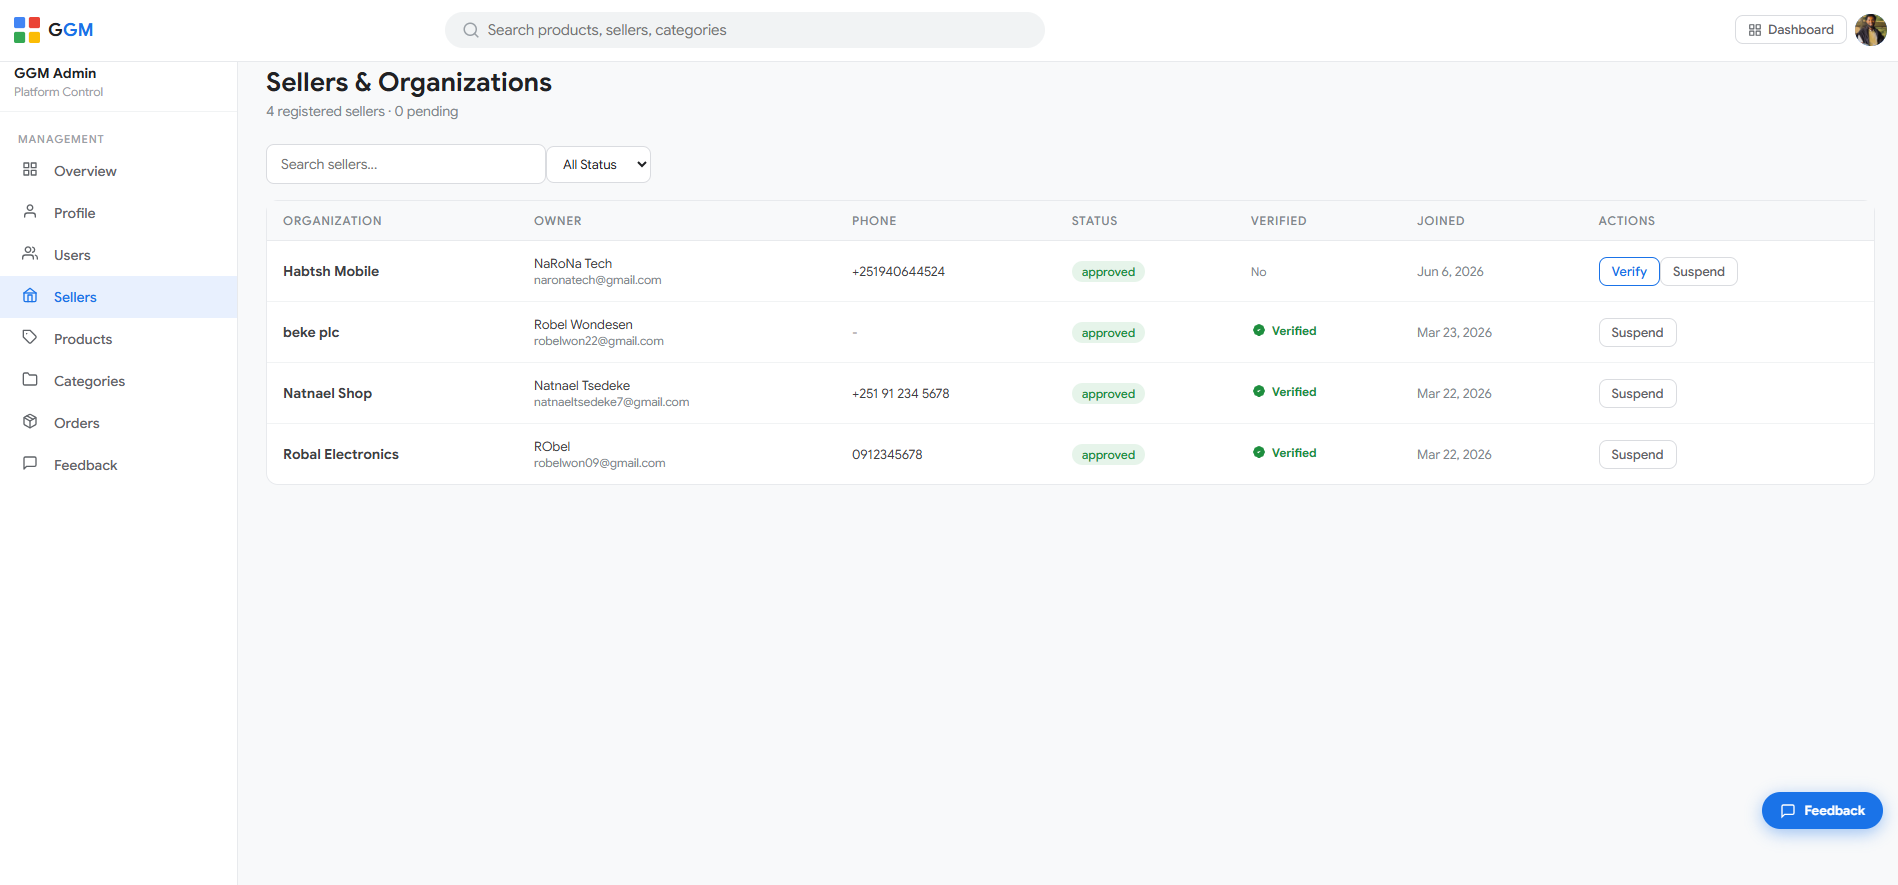 GGM
Search products, sellers, categories
Dashboard
GGM Admin
Platform Control
MANAGEMENT
Overview
Profile
Users
Sellers
Products
Categories
Orders
Feedback
Sellers & Organizations
4 registered sellers · 0 pending
Search sellers...
All Status
ORGANIZATION OWNER PHONE STATUS VERIFIED JOINED ACTIONS
Habtsh Mobile NaRoNa Tech +251940644524 approved No Jun 6, 2026 Verify Suspend
naronatech@gmail.com
beke plc Robel Wondesen - approved Verified Mar 23, 2026 Suspend
robelwon22@gmail.com
Natnael Shop Natnael Tsedeke +251 91 234 5678 approved Verified Mar 22, 2026 Suspend
natnaeltsedeke7@gmail.com
Robal Electronics RObel 0912345678 approved Verified Mar 22, 2026 Suspend
robelwon09@gmail.com
Feedback